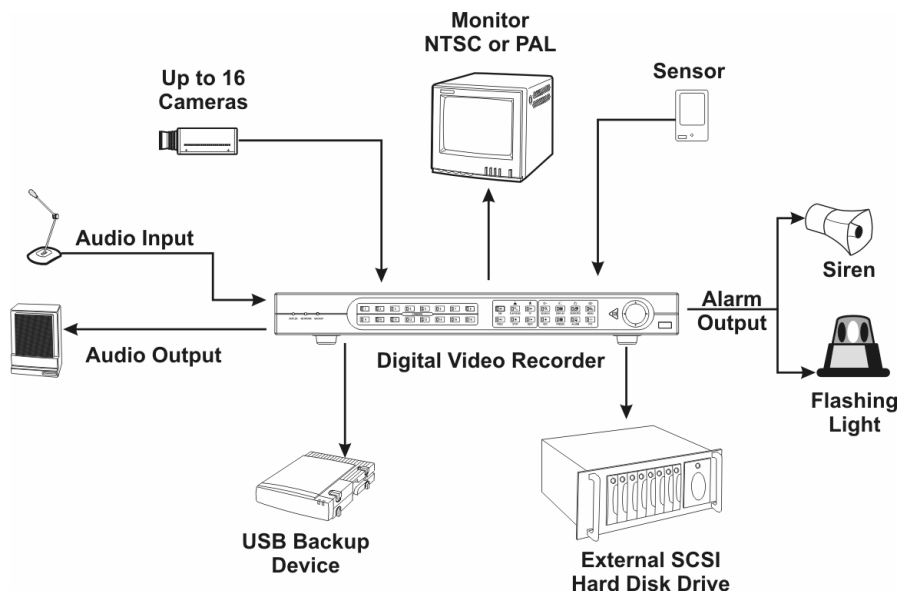 Monitor
NTSC or PAL
Up to 16
Cameras
Sensor
Audio Input
Siren
Alarm
Output
Audio Output
Digital Video Recorder
Flashing
Light
USB Backup
Device
External SCSI
Hard Disk Drive